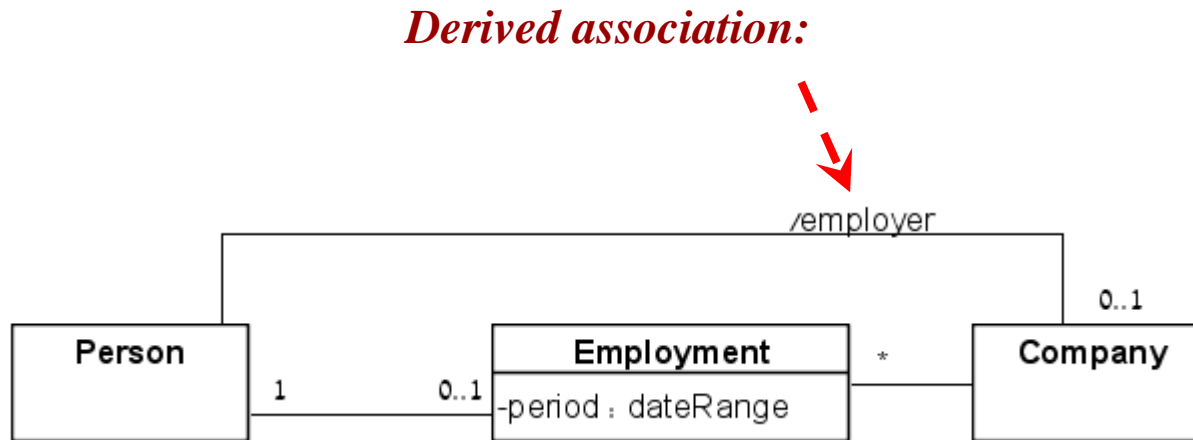 Derived association:
/employer
0..1
Person
Employment
*
Company
1
0..1
-period : dateRange